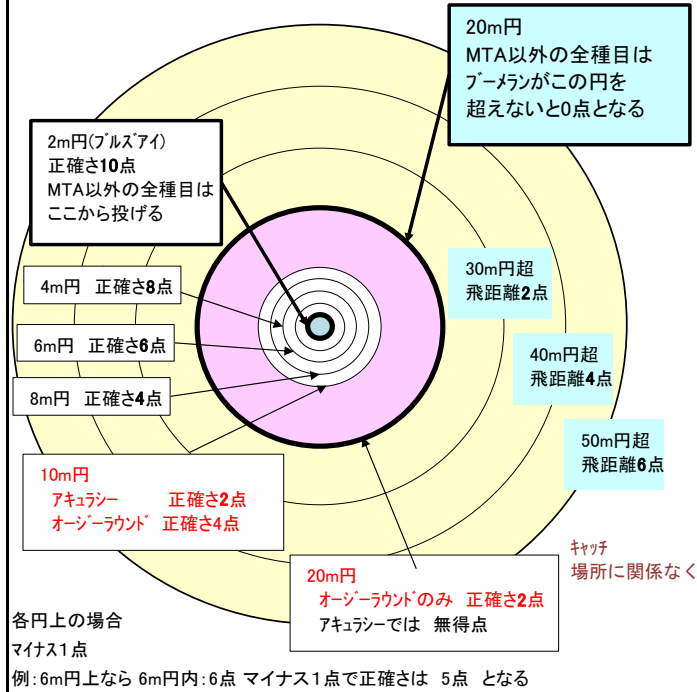 20m円
MTA以外の全種目は
ﾌﾞｰﾒﾗﾝがこの円を
超えないと0点となる
2m円(ﾌﾞﾙｽﾞｱｲ)
正確さ10点
MTA以外の全種目は
ここから投げる
4m円 正確さ8点
6m円 正確さ6点
8m円 正確さ4点
30m円超
飛距離2点
40m円超
飛距離4点
50m円超
飛距離6点
10m円
ｱｷｭﾗｼｰ 正確さ2点
ｵｰｼﾞｰﾗｳﾝﾄﾞ 正確さ4点
20m円
ｵｰｼﾞｰﾗｳﾝﾄﾞのみ 正確さ2点
ｱｷｭﾗｼｰでは 無得点
ｷｬｯﾁ
場所に関係なく
各円上の場合
ﾏｲﾅｽ1点
例:6m円上なら 6m円内:6点 ﾏｲﾅｽ1点で正確さは 5点 となる